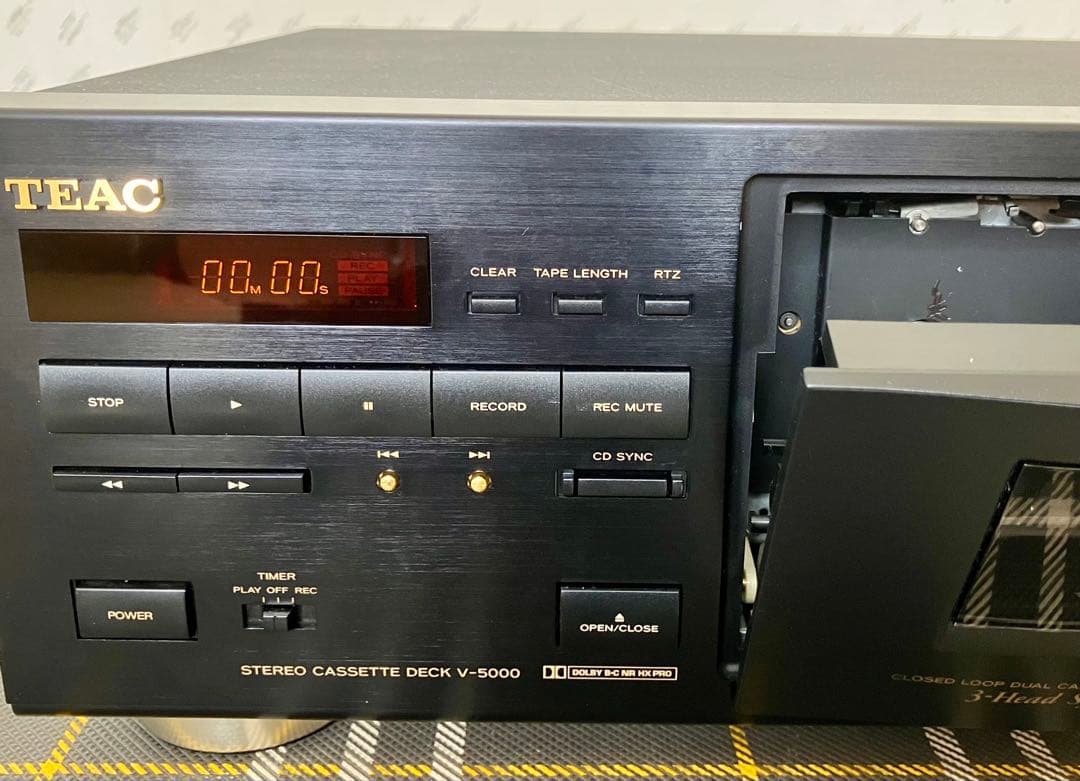 TEAC
00M 00S
REC
PLAY
PAUSE
CLEAR TAPE LENGTH RTZ
STOP ▶ ⏸ RECORD REC MUTE
◀◀ ▶▶ ⏮ ⏭ CD SYNC
TIMER
PLAY OFF REC
POWER
⏏
OPEN/CLOSE
STEREO CASSETTE DECK V-5000 DOLBY B-C NR HX PRO
CLOSED LOOP DUAL CA
3-Head S